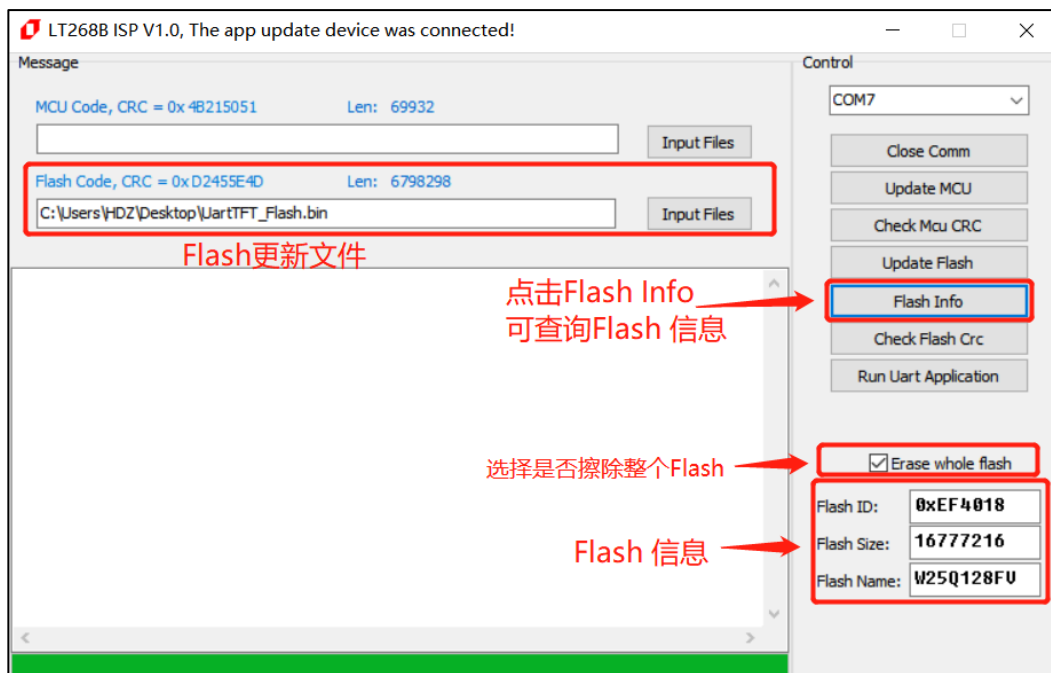 LT268B ISP V1.0, The app update device was connected!
Message
Control
MCU Code, CRC = 0x 4B215051 Len: 69932
COM7
Input Files
Close Comm
Flash Code, CRC = 0xD2455E4D Len: 6798298
Update MCU
C:\Users\HDZ\Desktop\UartTFT_Flash.bin
Input Files
Check Mcu CRC
Flash更新文件
Update Flash
点击Flash Info
可查询Flash 信息
Flash Info
Check Flash Crc
Run Uart Application
选择是否擦除整个Flash
Erase whole flash
Flash 信息
Flash ID: 0xEF4018
Flash Size: 16777216
Flash Name: W25Q128FV